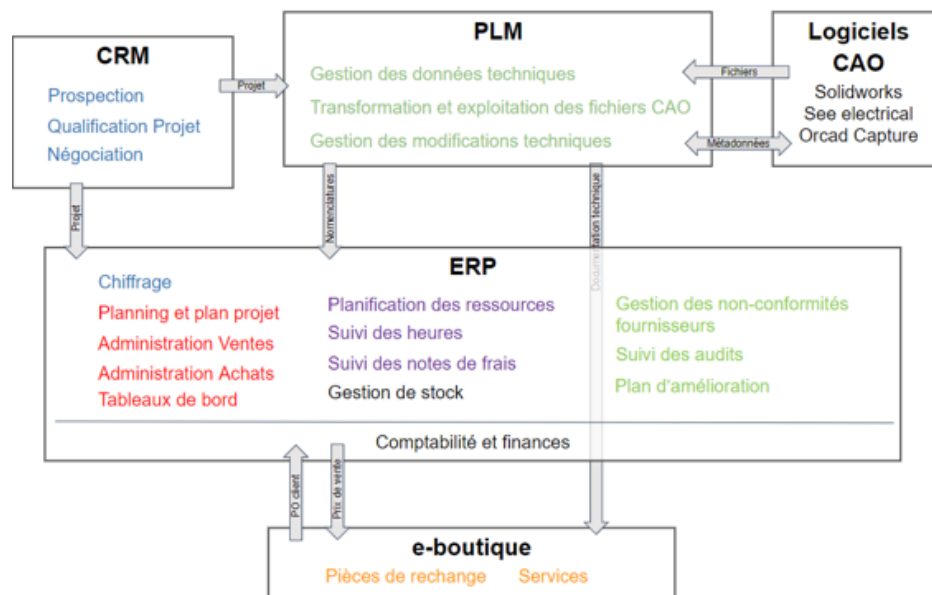 CRM
Prospection
Qualification Projet
Négociation
Projet
PLM
Gestion des données techniques
Transformation et exploitation des fichiers CAO
Gestion des modifications techniques
Fichiers
Métadonnées
Logiciels
CAO
Solidworks
See electrical
Orcad Capture
Projet
Nomenclatures
Documentation technique
ERP
Chiffrage
Planning et plan projet
Administration Ventes
Administration Achats
Tableaux de bord
Planification des ressources
Suivi des heures
Suivi des notes de frais
Gestion de stock
Gestion des non-conformités
fournisseurs
Suivi des audits
Plan d'amélioration
Comptabilité et finances
PO client
Prix de vente
e-boutique
Pièces de rechange
Services